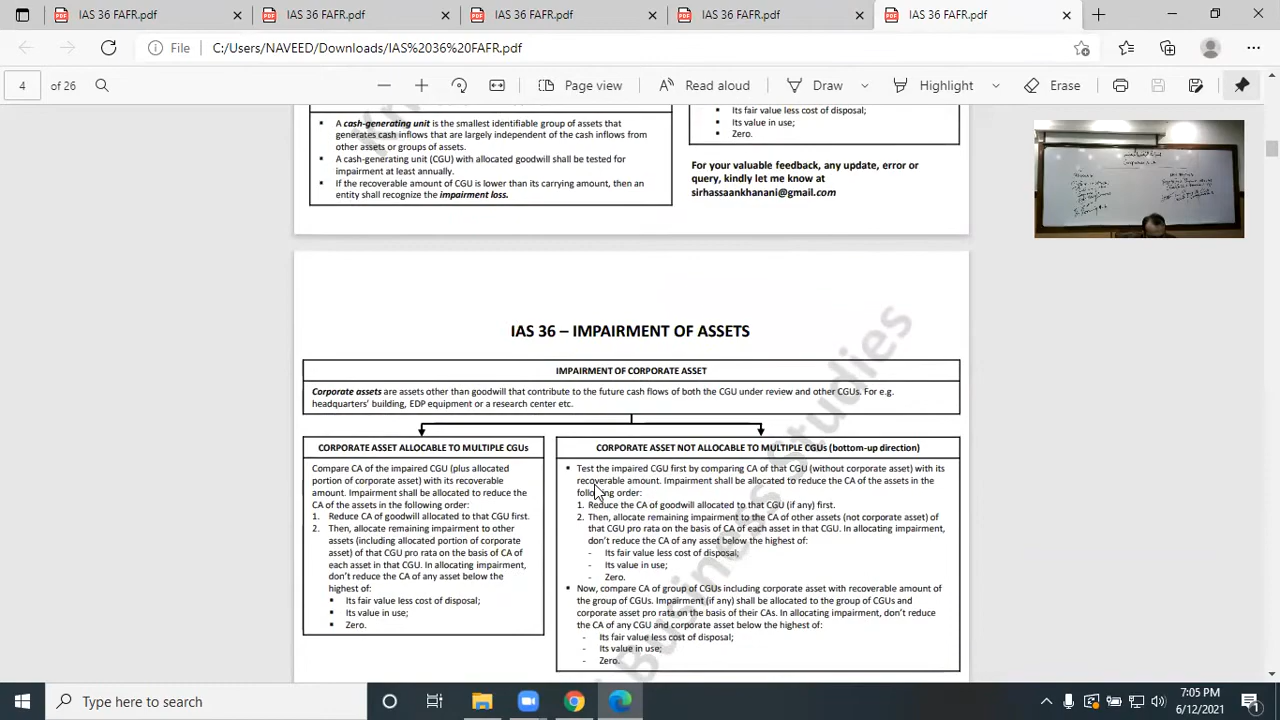 IAS 36 FAFR.pdf
IAS 36 FAFR.pdf
IAS 36 FAFR.pdf
IAS 36 FAFR.pdf
IAS 36 FAFR.pdf
File C:/Users/NAVEED/Downloads/IAS%2036%20FAFR.pdf
4 of 26 Page view Read aloud Draw Highlight Erase
▪ A cash-generating unit is the smallest identifiable group of assets that
generates cash inflows that are largely independent of the cash inflows from
other assets or groups of assets.
▪ A cash-generating unit (CGU) with allocated goodwill shall be tested for
impairment at least annually.
▪ If the recoverable amount of CGU is lower than its carrying amount, then an
entity shall recognize the impairment loss.
▪ Its fair value less cost of disposal;
▪ Its value in use;
▪ Zero.
For your valuable feedback, any update, error or
query, kindly let me know at
sirhassaankhanani@gmail.com
IAS 36 – IMPAIRMENT OF ASSETS
IMPAIRMENT OF CORPORATE ASSET
Corporate assets are assets other than goodwill that contribute to the future cash flows of both the CGU under review and other CGUs. For e.g.
headquarters' building, EDP equipment or a research center etc.
CORPORATE ASSET ALLOCABLE TO MULTIPLE CGUs
Compare CA of the impaired CGU (plus allocated
portion of corporate asset) with its recoverable
amount. Impairment shall be allocated to reduce the
CA of the assets in the following order:
1. Reduce CA of goodwill allocated to that CGU first.
2. Then, allocate remaining impairment to other
assets (including allocated portion of corporate
asset) of that CGU pro rata on the basis of CA of
each asset in that CGU. In allocating impairment,
don't reduce the CA of any asset below the
highest of:
▪ Its fair value less cost of disposal;
▪ Its value in use;
▪ Zero.
CORPORATE ASSET NOT ALLOCABLE TO MULTIPLE CGUs (bottom-up direction)
▪ Test the impaired CGU first by comparing CA of that CGU (without corporate asset) with its
recoverable amount. Impairment shall be allocated to reduce the CA of the assets in the
following order:
1. Reduce the CA of goodwill allocated to that CGU (if any) first.
2. Then, allocate remaining impairment to the CA of other assets (not corporate asset) of
that CGU pro rata on the basis of CA of each asset in that CGU. In allocating impairment,
don't reduce the CA of any asset below the highest of:
- Its fair value less cost of disposal;
- Its value in use;
- Zero.
▪ Now, compare CA of group of CGUs including corporate asset with recoverable amount of
the group of CGUs. Impairment (if any) shall be allocated to the group of CGUs and
corporate asset pro rata on the basis of their CAs. In allocating impairment, don't reduce
the CA of any CGU and corporate asset below the highest of:
- Its fair value less cost of disposal;
- Its value in use;
- Zero.
Business Studies
Type here to search
7:05 PM
6/12/2021